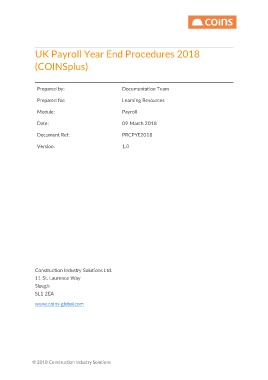 coins
UK Payroll Year End Procedures 2018
(COINSplus)
Prepared by: Documentation Team
Prepared for: Learning Resources
Module: Payroll
Date: 09 March 2018
Document Ref: PRCPYE2018
Version: 1.0
Construction Industry Solutions Ltd.
11 St. Laurence Way
Slough
SL1 2EA
www.coins-global.com
© 2018 Construction Industry Solutions